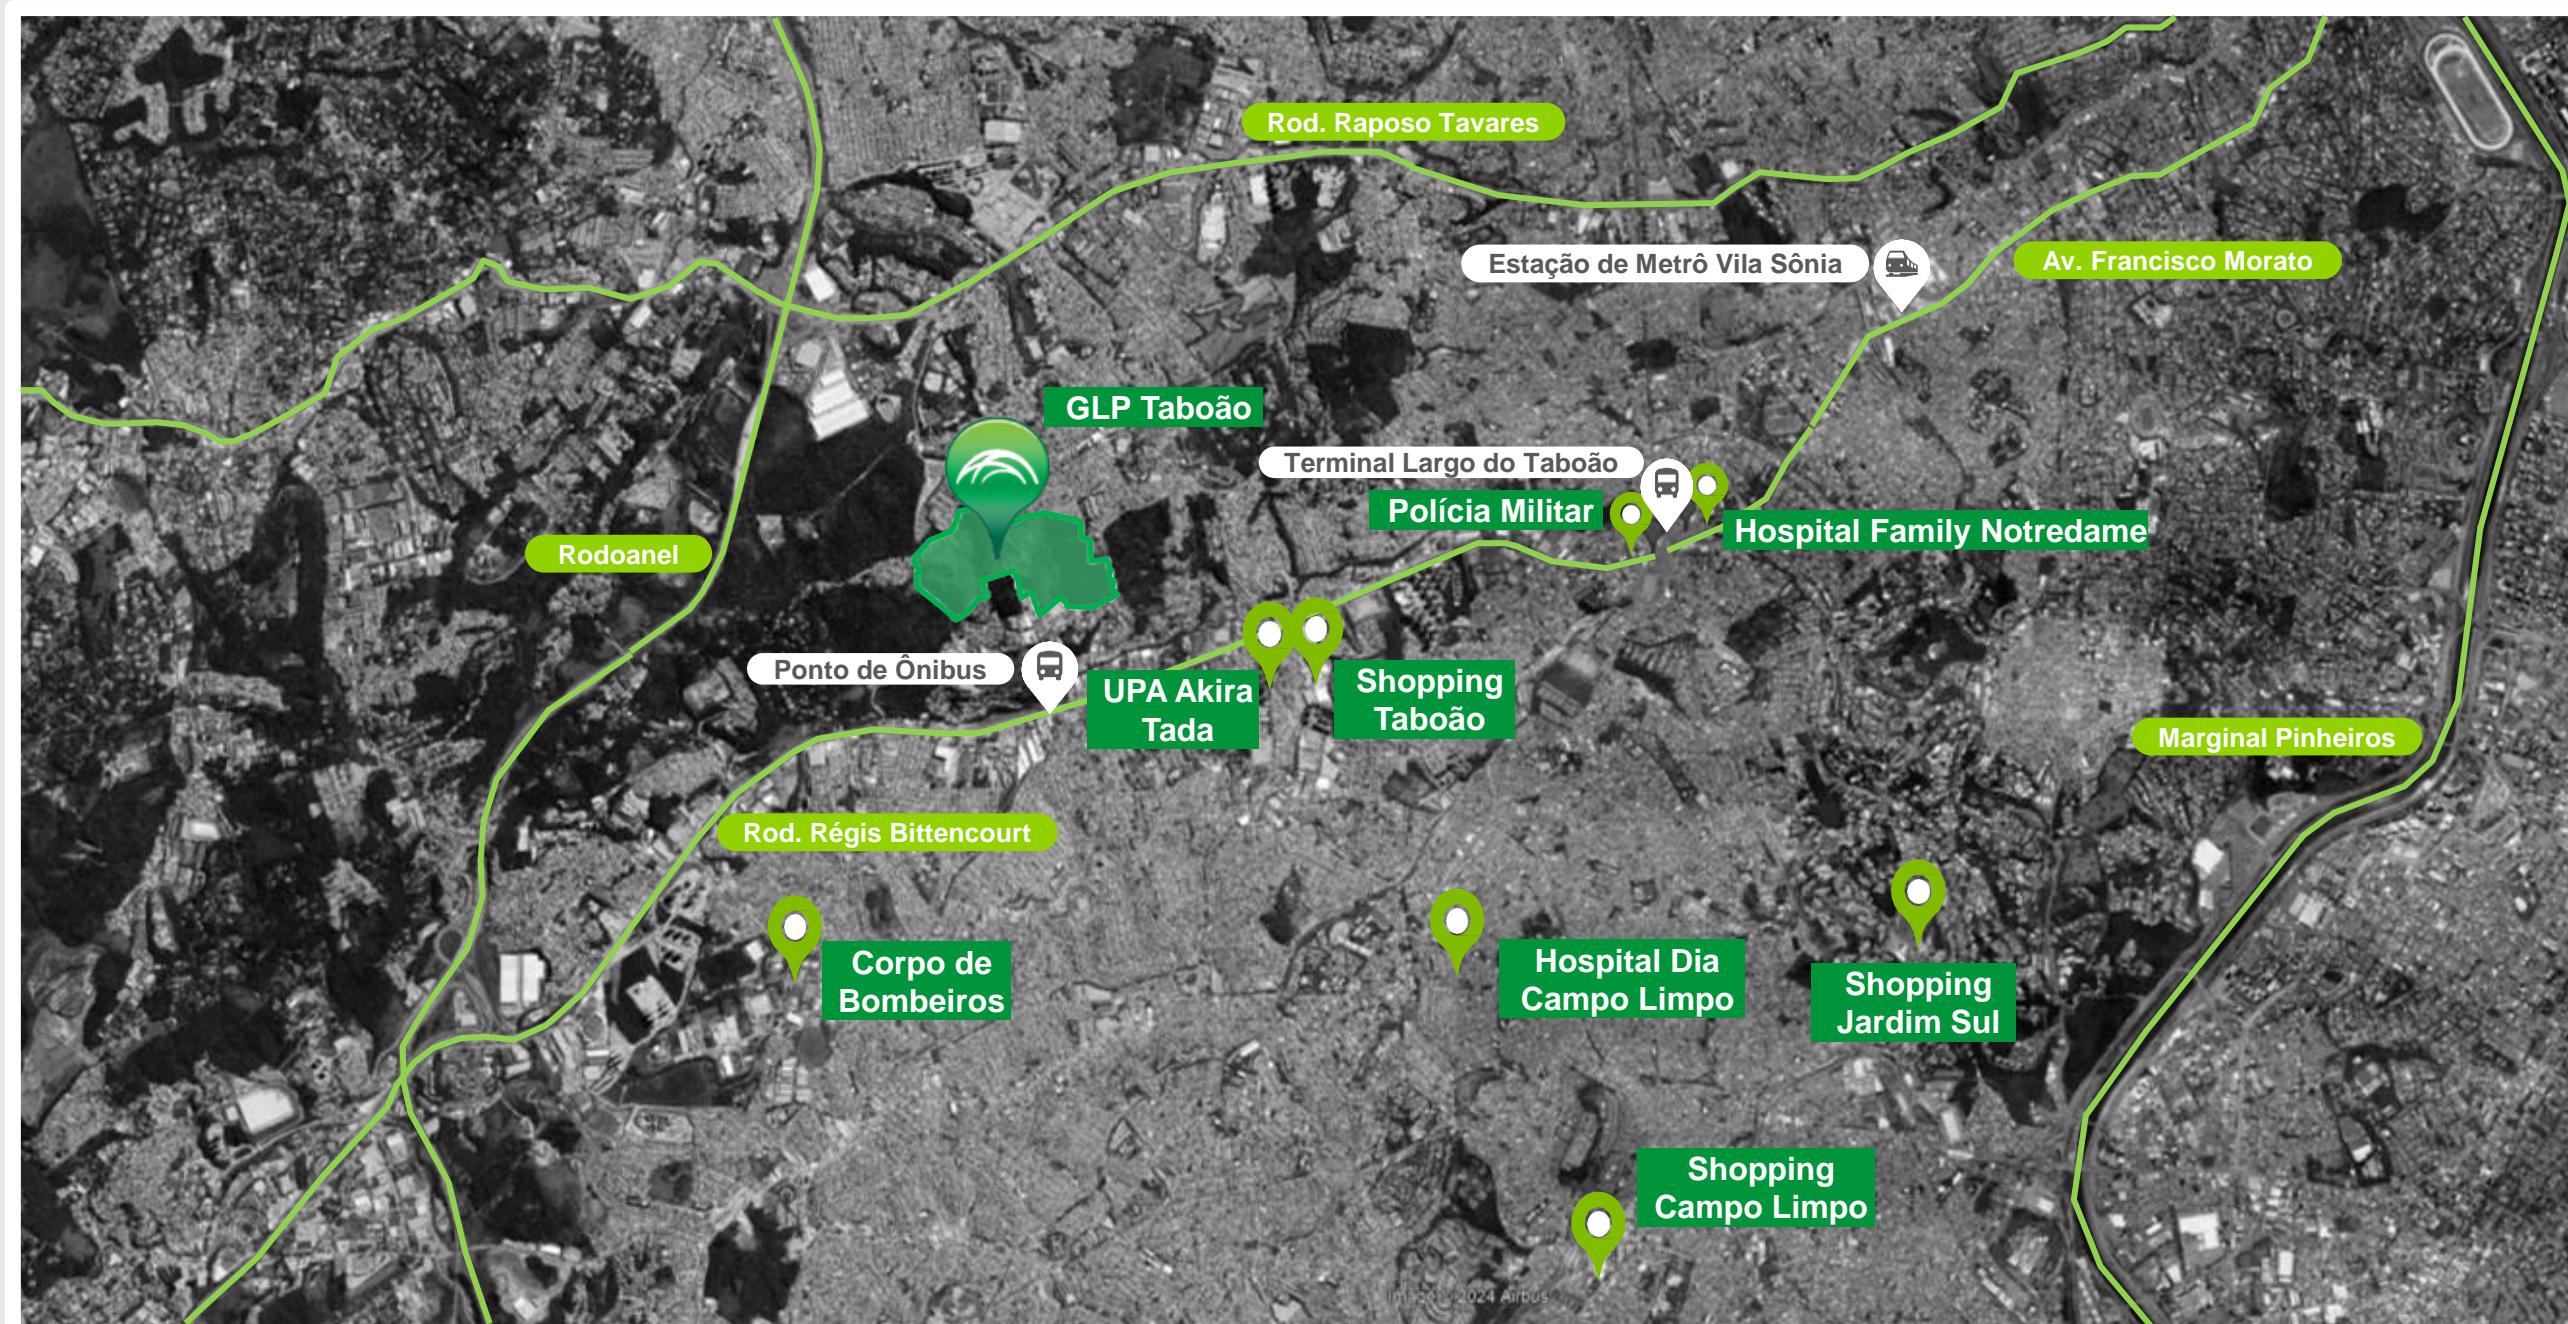 Rod. Raposo Tavares
Estação de Metrô Vila Sônia
Av. Francisco Morato
GLP Taboão
Terminal Largo do Taboão
Polícia Militar
Hospital Family Notredame
Rodoanel
Ponto de Ônibus
UPA Akira
Tada
Shopping
Taboão
Marginal Pinheiros
Rod. Régis Bittencourt
Corpo de
Bombeiros
Hospital Dia
Campo Limpo
Shopping
Jardim Sul
Shopping
Campo Limpo
2024 Airbus